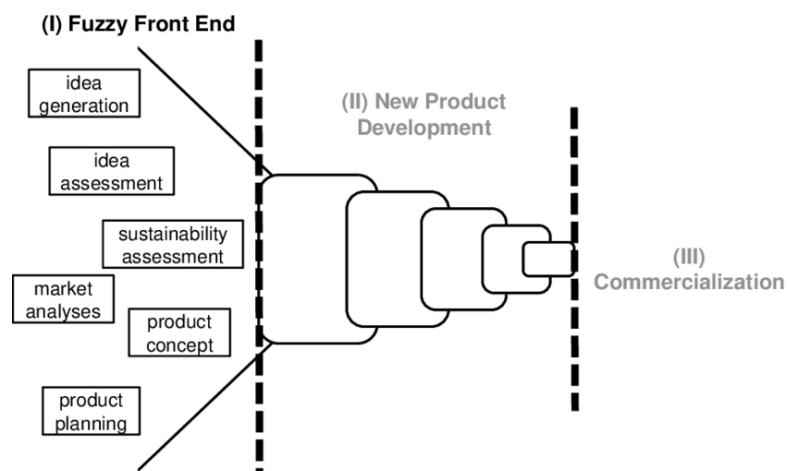 (I) Fuzzy Front End
idea
generation
idea
assessment
sustainability
assessment
market
analyses
product
concept
product
planning
(II) New Product
Development
(III)
Commercialization